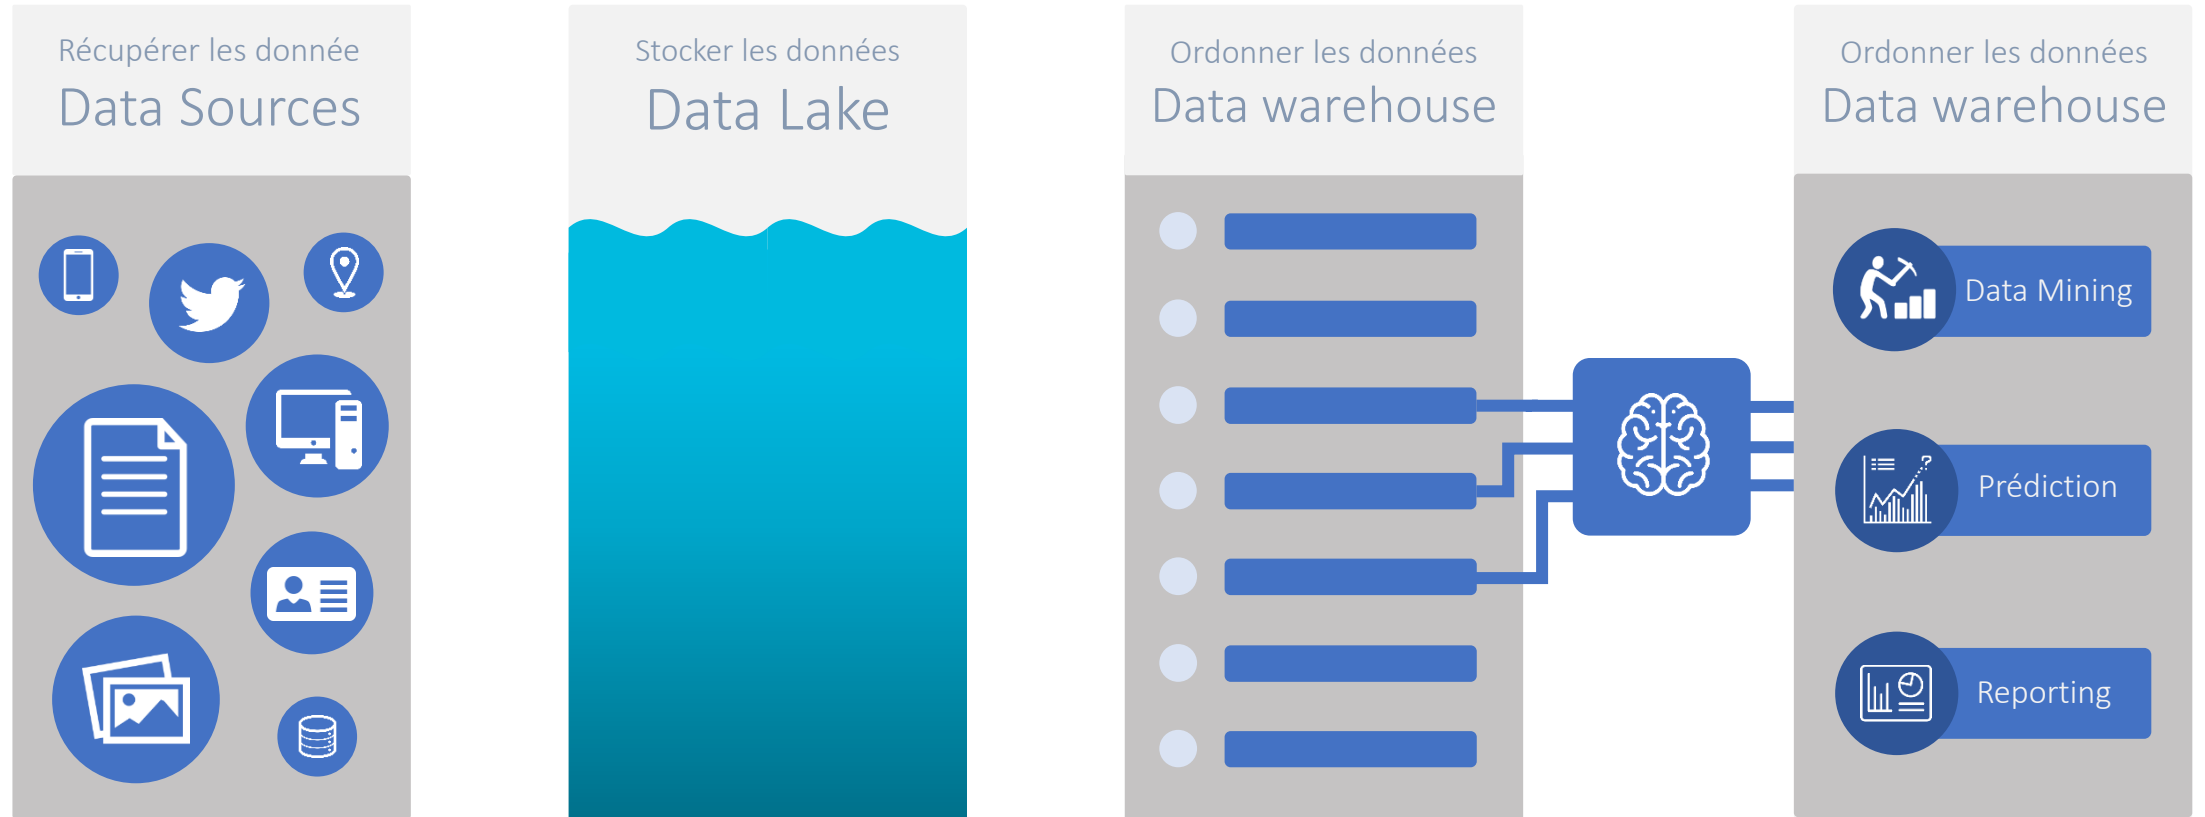 Récupérer les donnée
Data Sources
Stocker les données
Data Lake
Ordonner les données
Data warehouse
Ordonner les données
Data warehouse
Data Mining
Prédiction
Reporting